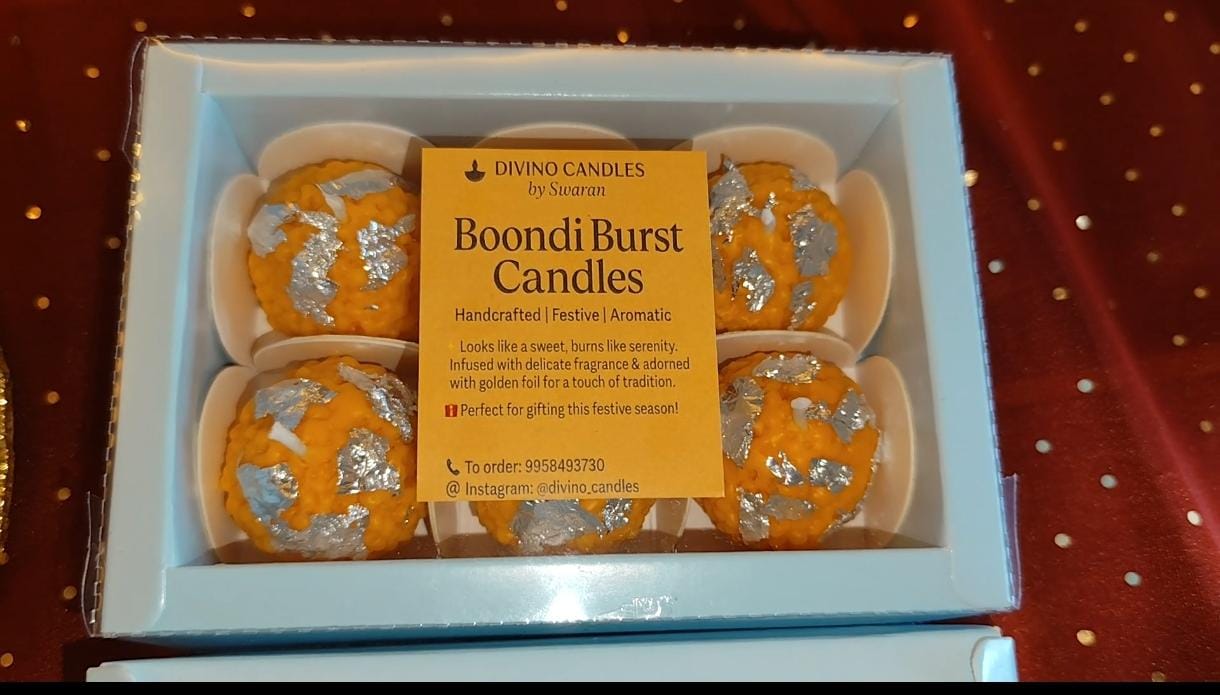 DIVINO CANDLES
by Swaran
Boondi Burst
Candles
Handcrafted | Festive | Aromatic
Looks like a sweet, burns like serenity.
Infused with delicate fragrance & adorned
with golden foil for a touch of tradition.
Perfect for gifting this festive season!
To order: 9958493730
@ Instagram: @divino_candles